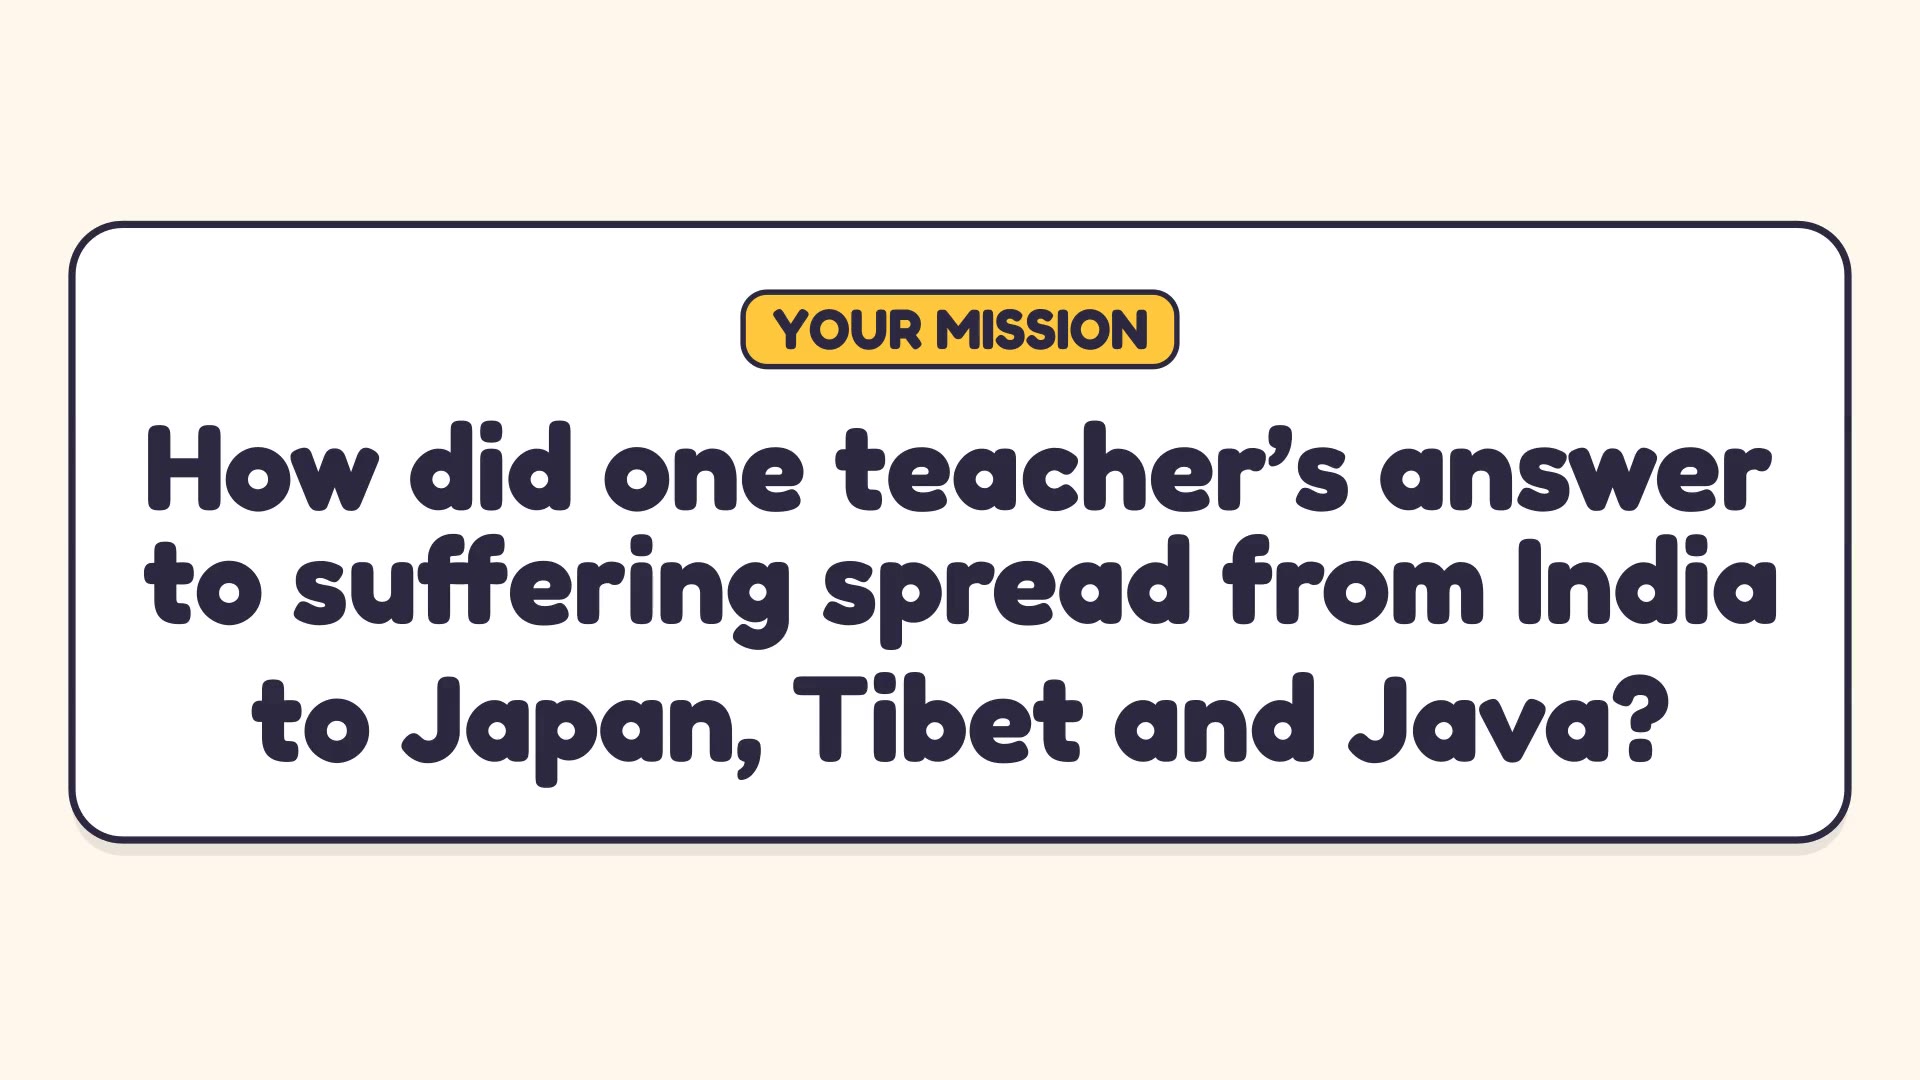 YOUR MISSION
How did one teacher’s answer
to suffering spread from India
to Japan, Tibet and Java?